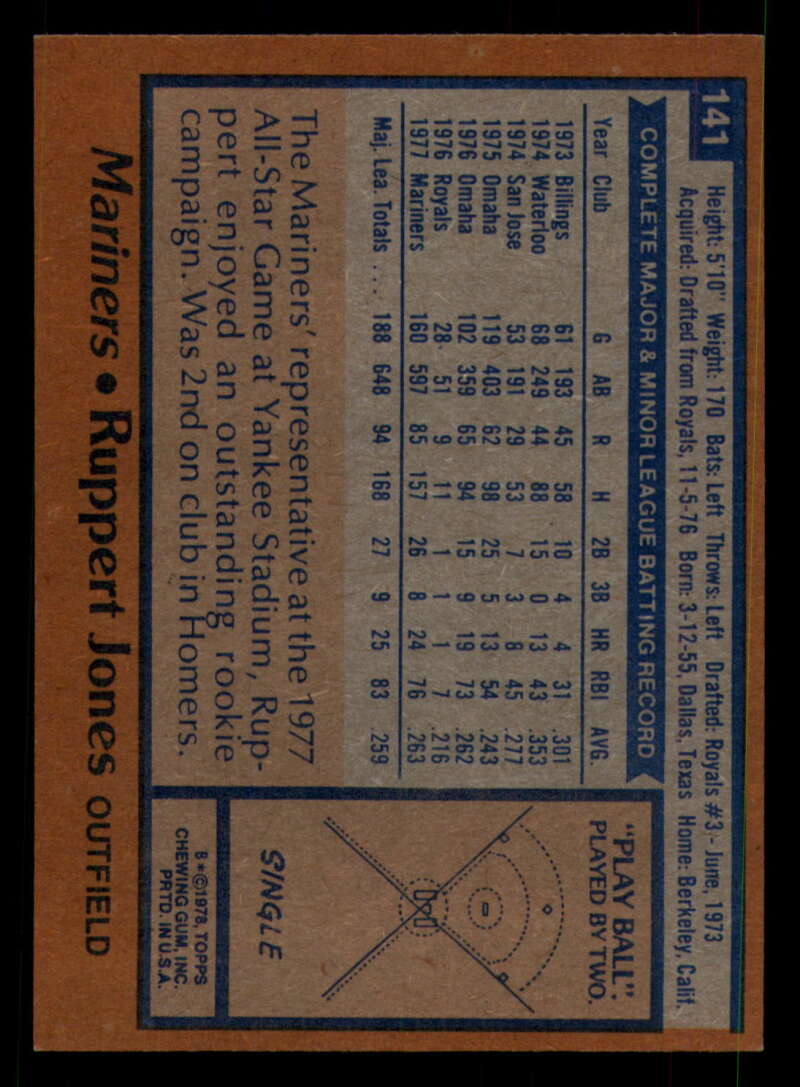 141
Height: 5'10" Weight: 170 Bats: Left Throws: Left Drafted: Royals #3 - June, 1973
Acquired: Drafted from Royals, 11-5-76 Born: 3-12-55, Dallas, Texas Home: Berkeley, Calif.
COMPLETE MAJOR & MINOR LEAGUE BATTING RECORD
Year Club G AB R H 2B 3B HR RBI AVG.
1973 Billings 61 193 45 58 10 4 4 31 .301
1974 Waterloo 68 249 44 88 15 0 13 43 .353
1974 San Jose 53 191 29 53 7 3 8 45 .277
1975 Omaha 119 403 62 98 25 5 13 54 .243
1976 Omaha 102 359 65 94 15 9 19 73 .262
1976 Royals 28 51 9 11 1 1 1 7 .216
1977 Mariners 160 597 85 157 26 8 24 76 .263
Maj. Lea. Totals .... 188 648 94 168 27 9 25 83 .259
The Mariners' representative at the 1977
All-Star Game at Yankee Stadium, Rup-
pert enjoyed an outstanding rookie
campaign. Was 2nd on club in Homers.
"PLAY BALL":
PLAYED BY TWO.
SINGLE
B*©1978, TOPPS
CHEWING GUM, INC.
PRTD. IN U.S.A.
Mariners • Ruppert Jones OUTFIELD